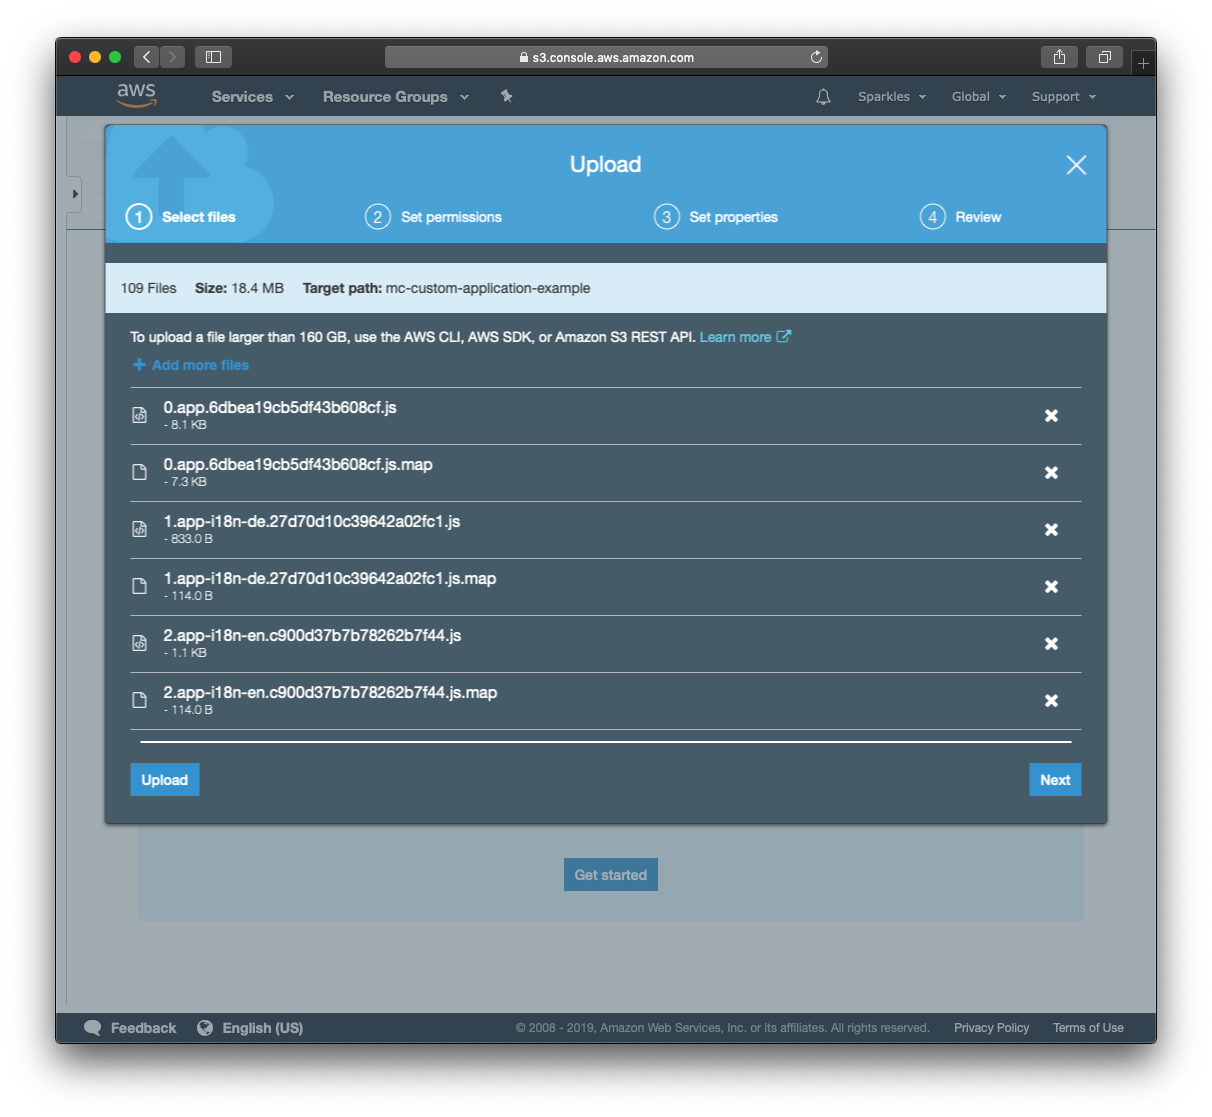 s3.console.aws.amazon.com
aws Services Resource Groups Sparkles Global Support
Upload
1 Select files 2 Set permissions 3 Set properties 4 Review
109 Files Size: 18.4 MB Target path: mc-custom-application-example
To upload a file larger than 160 GB, use the AWS CLI, AWS SDK, or Amazon S3 REST API. Learn more
Add more files
0.app.6dbea19cb5df43b608cf.js
- 8.1 KB
0.app.6dbea19cb5df43b608cf.js.map
- 7.3 KB
1.app-i18n-de.27d70d10c39642a02fc1.js
- 833.0 B
1.app-i18n-de.27d70d10c39642a02fc1.js.map
- 114.0 B
2.app-i18n-en.c900d37b7b78262b7f44.js
- 1.1 KB
2.app-i18n-en.c900d37b7b78262b7f44.js.map
- 114.0 B
Upload Next
Get started
Feedback English (US) © 2008 - 2019, Amazon Web Services, Inc. or its affiliates. All rights reserved. Privacy Policy Terms of Use